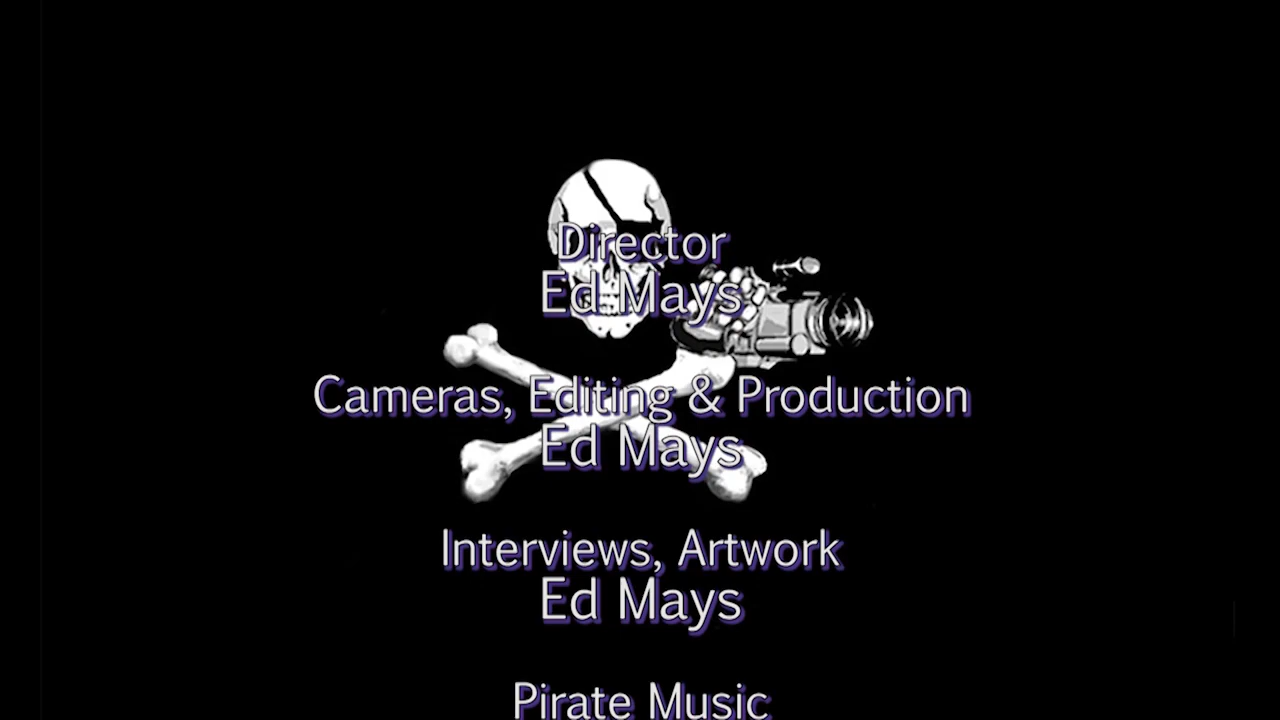 Director
Ed Mays
Cameras, Editing & Production
Ed Mays
Interviews, Artwork
Ed Mays
Pirate Music